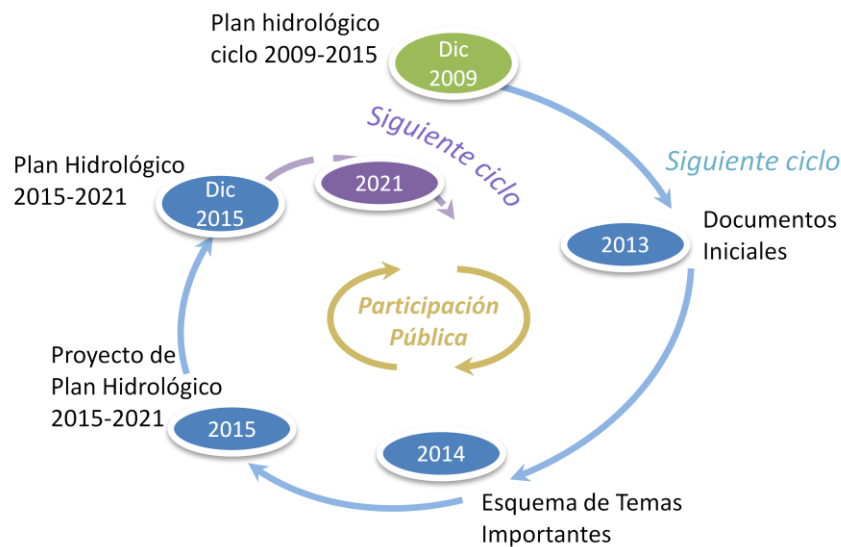 Plan hidrológico
ciclo 2009-2015
Dic
2009
Siguiente ciclo
2013
Documentos
Iniciales
2014
Esquema de Temas
Importantes
2015
Proyecto de
Plan Hidrológico
2015-2021
Dic
2015
Plan Hidrológico
2015-2021
2021
Siguiente ciclo
Participación
Pública